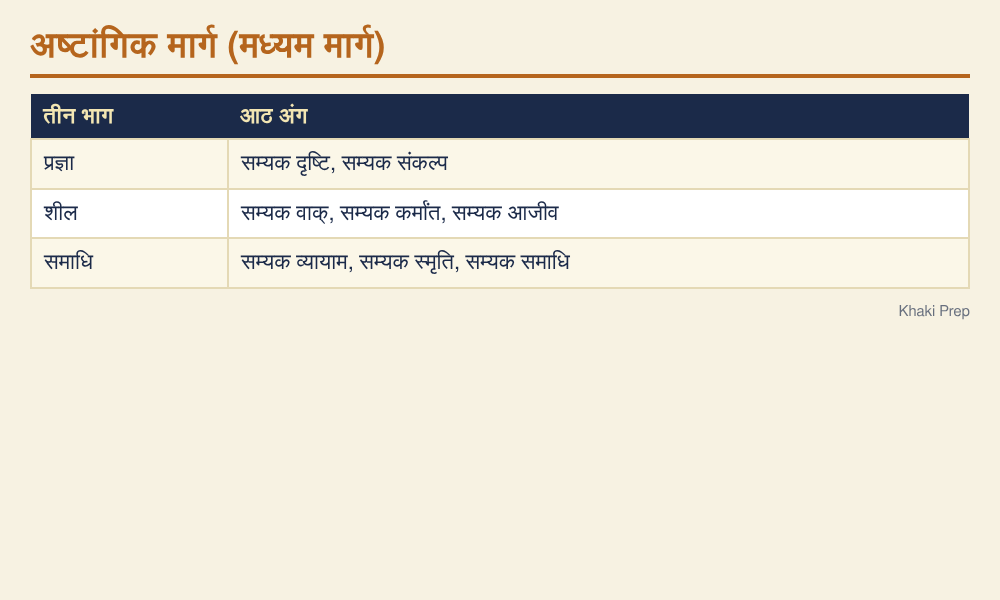 अष्टांगिक मार्ग (मध्यम मार्ग)
तीन भाग आठ अंग
प्रज्ञा सम्यक दृष्टि, सम्यक संकल्प
शील सम्यक वाक्, सम्यक कर्मांत, सम्यक आजीव
समाधि सम्यक व्यायाम, सम्यक स्मृति, सम्यक समाधि
Khaki Prep